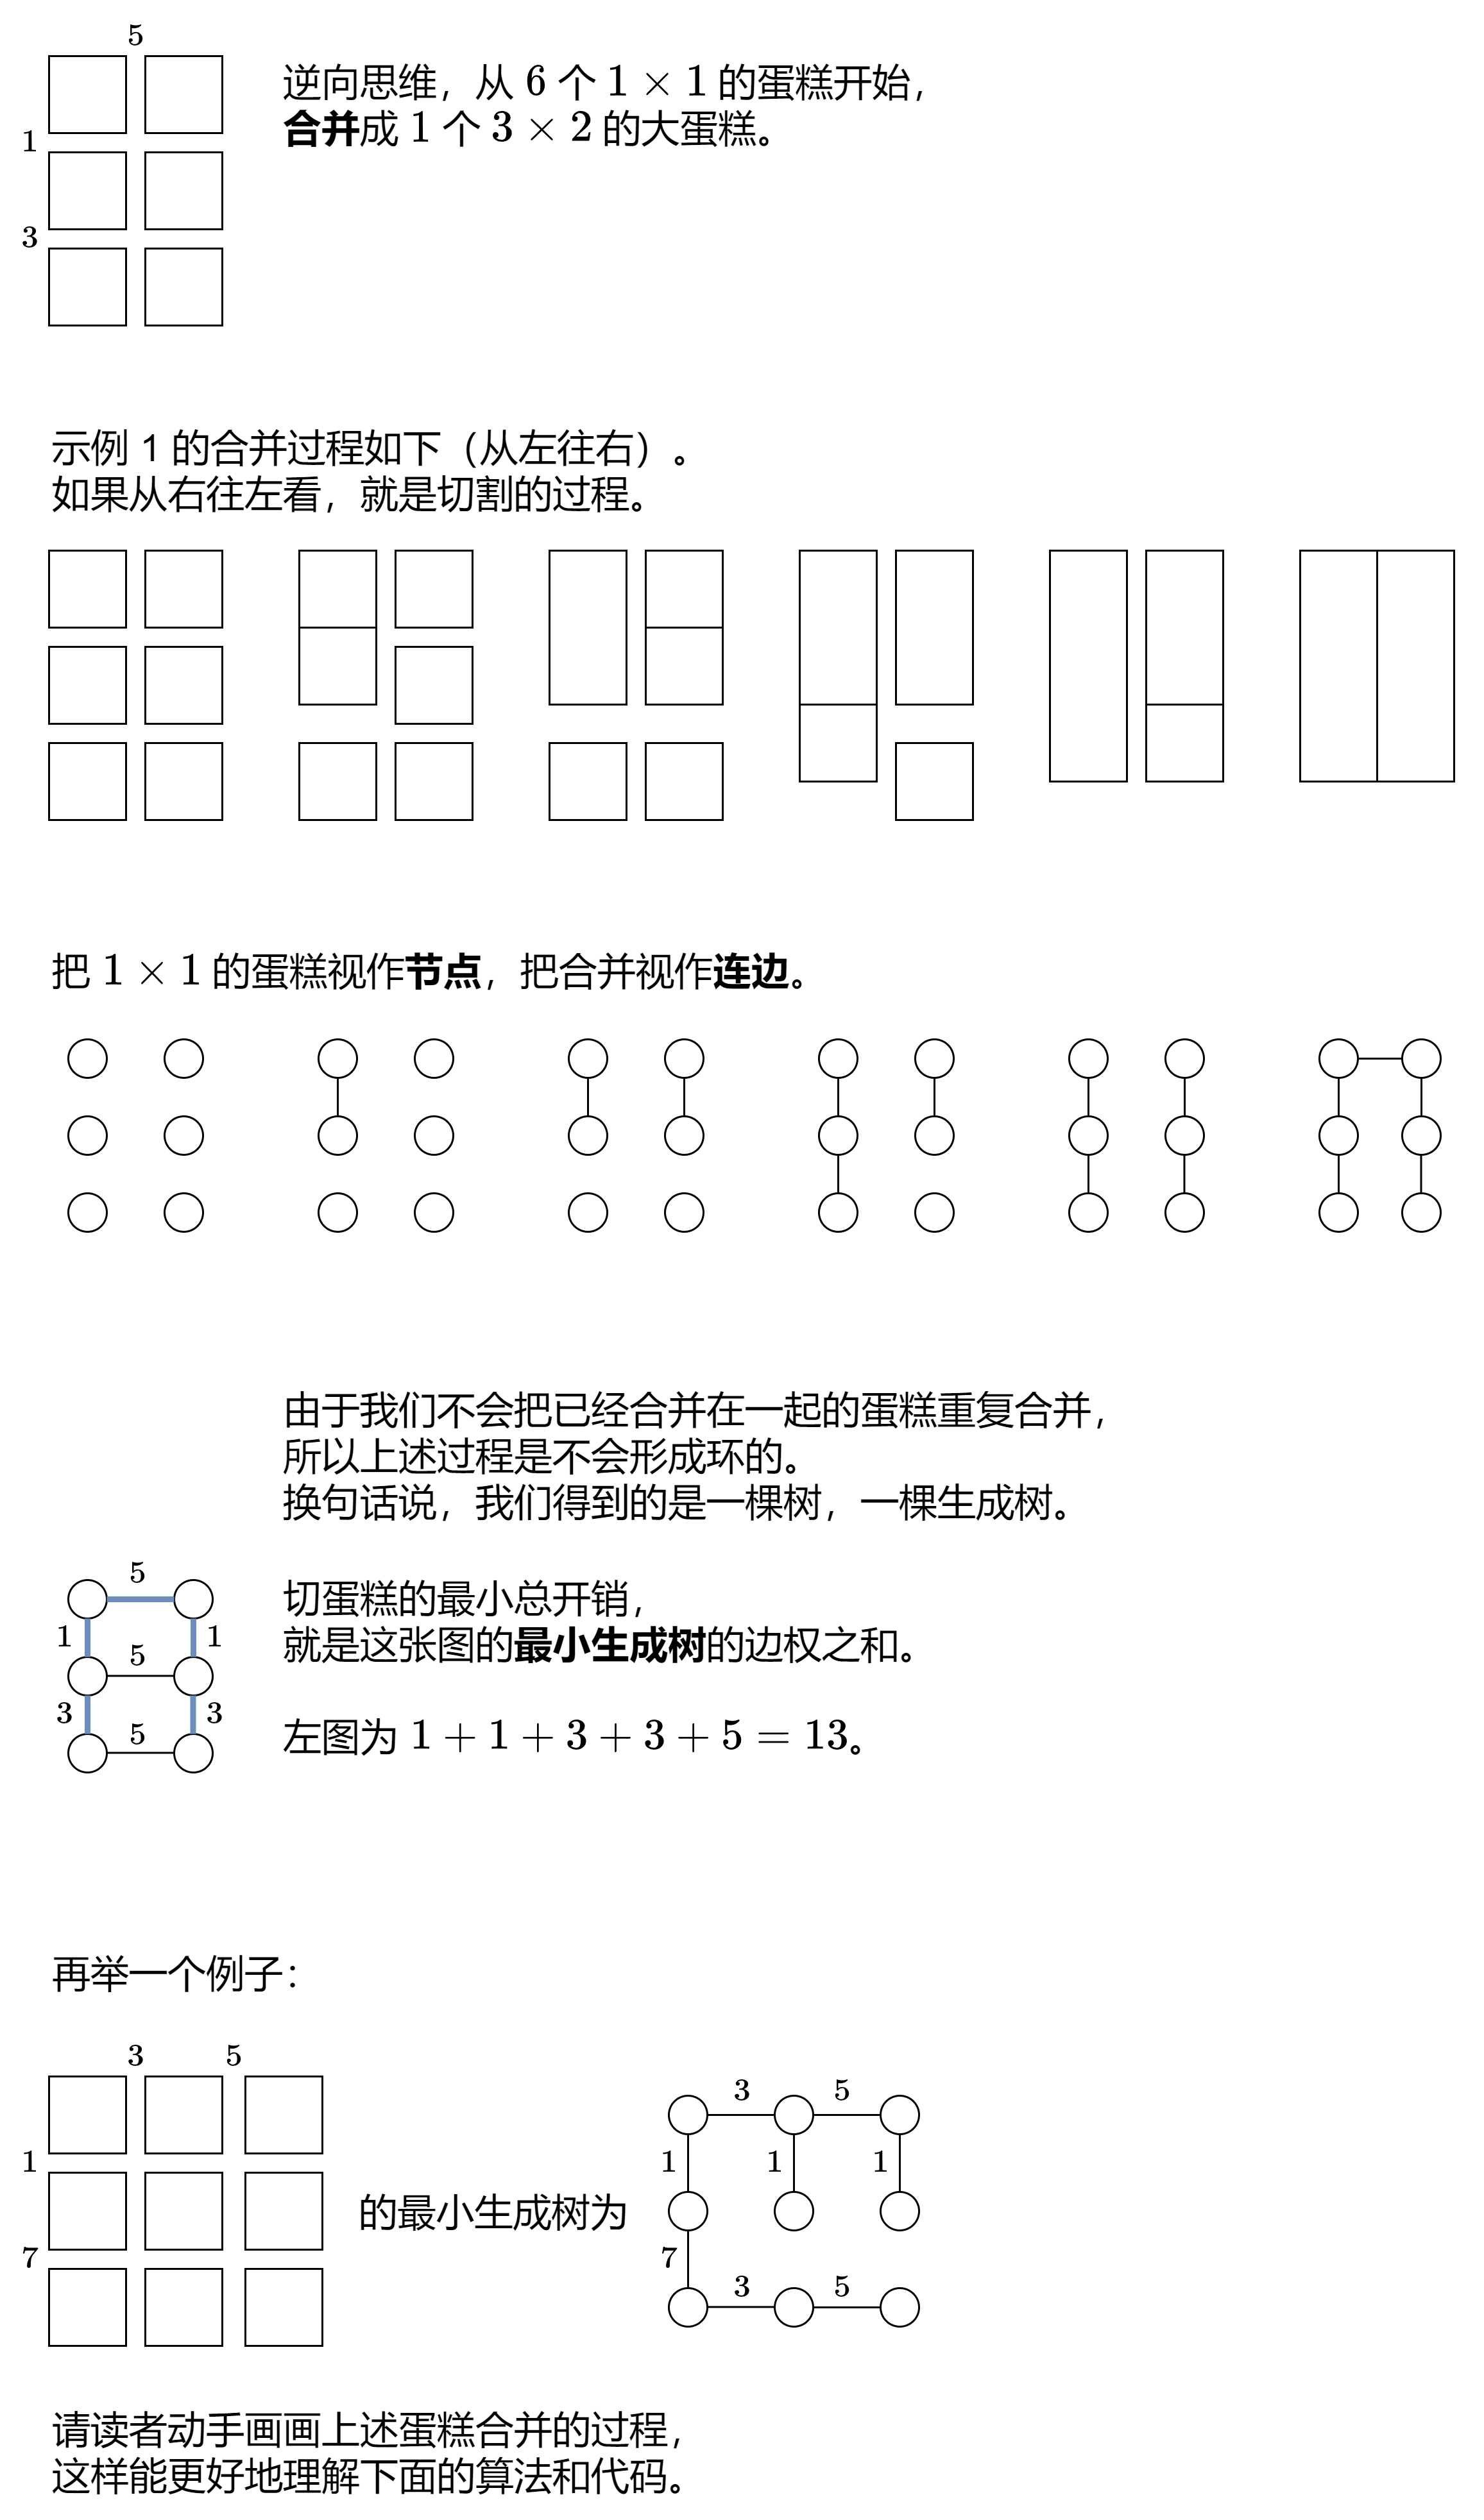 5
逆向思维，从 6 个 1 × 1 的蛋糕开始，
合并成 1 个 3 × 2 的大蛋糕。
1
3
示例 1 的合并过程如下（从左往右）。
如果从右往左看，就是切割的过程。
把 1 × 1 的蛋糕视作节点，把合并视作连边。
由于我们不会把已经合并在一起的蛋糕重复合并，
所以上述过程是不会形成环的。
换句话说，我们得到的是一棵树，一棵生成树。
5
1 1
5
3 3
5
切蛋糕的最小总开销，
就是这张图的最小生成树的边权之和。
左图为 1 + 1 + 3 + 3 + 5 = 13。
再举一个例子：
3 5
1
7
的最小生成树为
3 5
1 1 1
7
3 5
请读者动手画画上述蛋糕合并的过程，
这样能更好地理解下面的算法和代码。